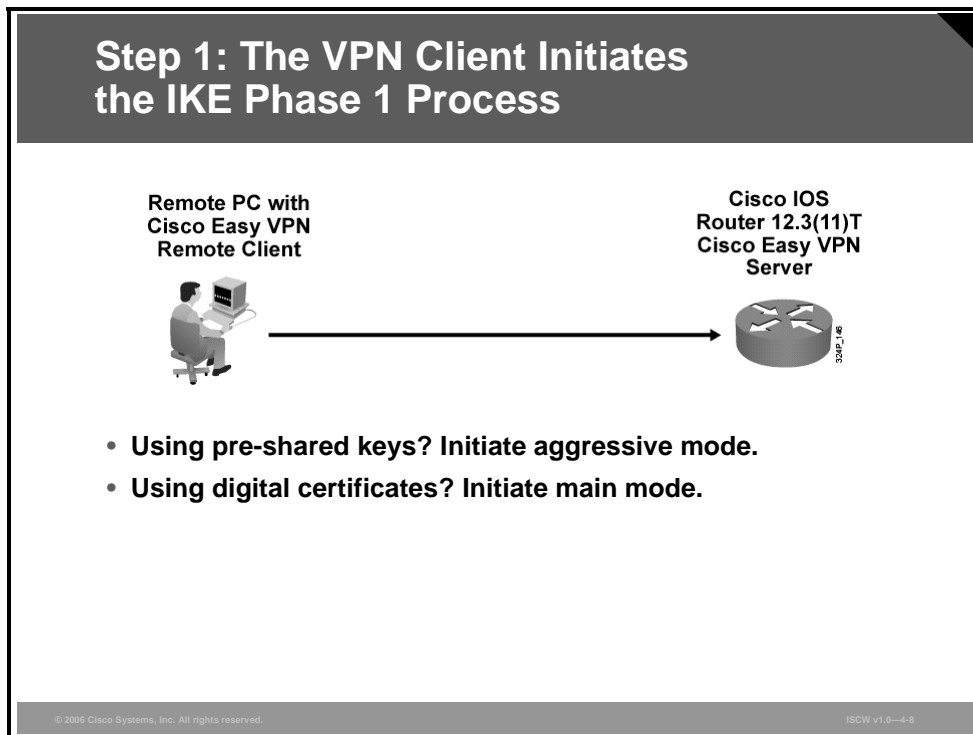 Step 1: The VPN Client Initiates
the IKE Phase 1 Process
Remote PC with
Cisco Easy VPN
Remote Client
Cisco IOS
Router 12.3(11)T
Cisco Easy VPN
Server
324P_146
• Using pre-shared keys? Initiate aggressive mode.
• Using digital certificates? Initiate main mode.
© 2006 Cisco Systems, Inc. All rights reserved.
ISCW v1.0—4-8